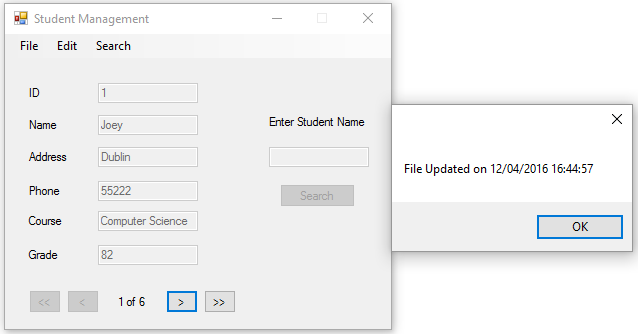 Student Management
File Edit Search
ID 1
Name Joey
Enter Student Name
Address Dublin
Phone 55222
Search
Course Computer Science
Grade 82
<< < 1 of 6 > >>
File Updated on 12/04/2016 16:44:57
OK